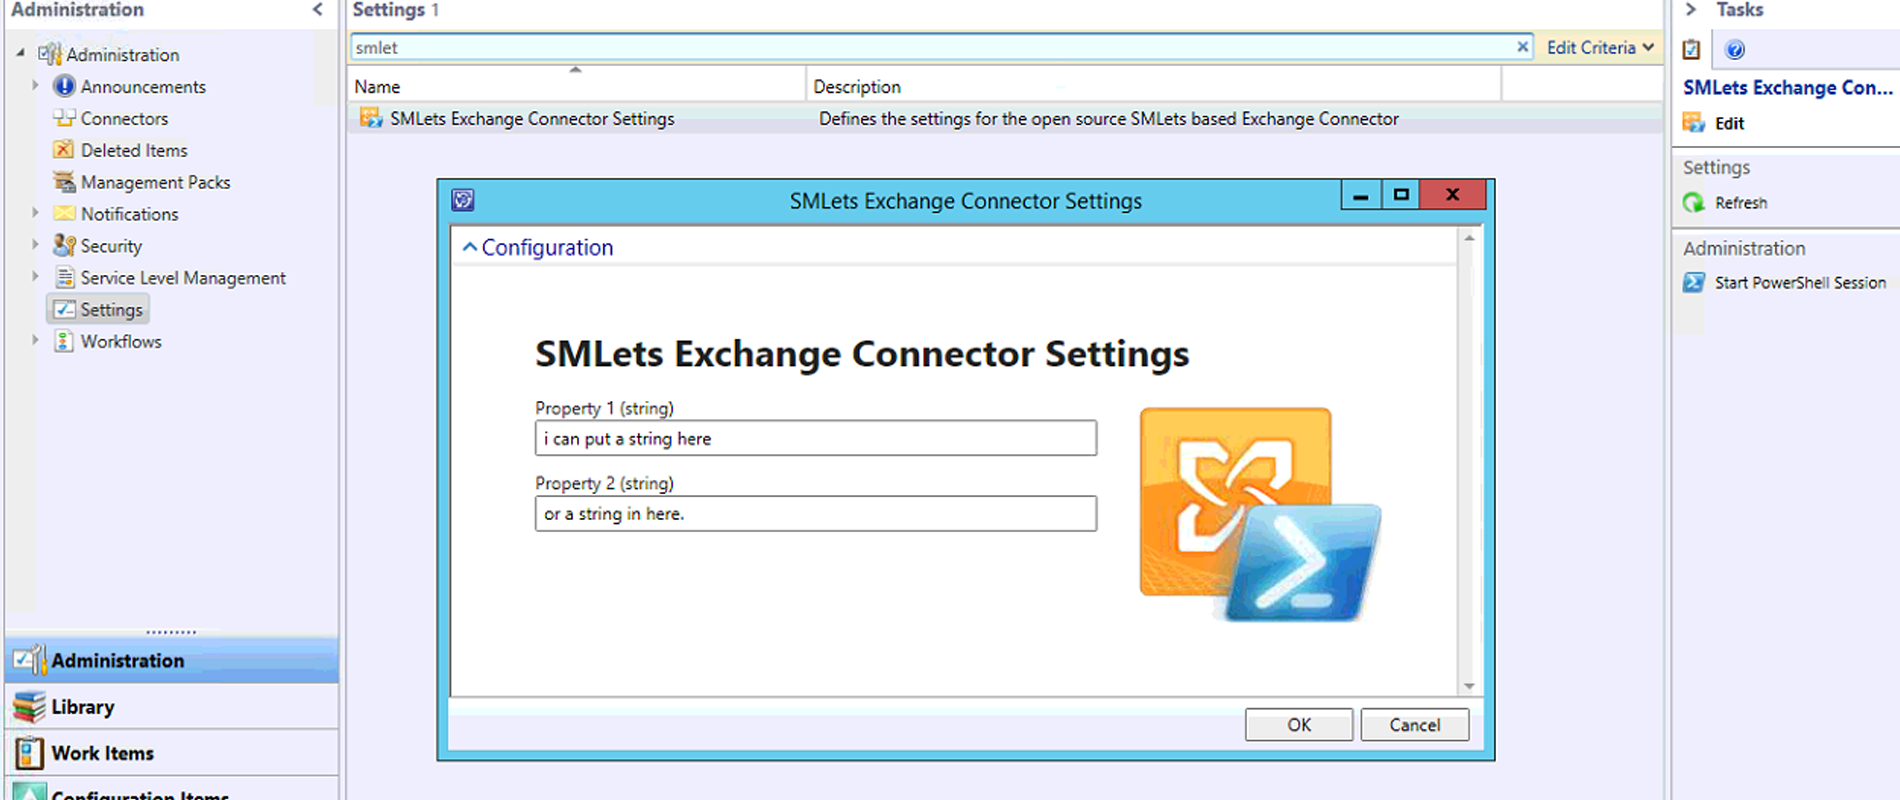 Administration
Administration
Announcements
Connectors
Deleted Items
Management Packs
Notifications
Security
Service Level Management
Settings
Workflows
Administration
Library
Work Items
Configuration Items
Settings 1
smlet
Edit Criteria
Name Description
SMLets Exchange Connector Settings Defines the settings for the open source SMLets based Exchange Connector
SMLets Exchange Connector Settings
Configuration
SMLets Exchange Connector Settings
Property 1 (string)
i can put a string here
Property 2 (string)
or a string in here.
OK Cancel
Tasks
SMLets Exchange Con...
Edit
Settings
Refresh
Administration
Start PowerShell Session